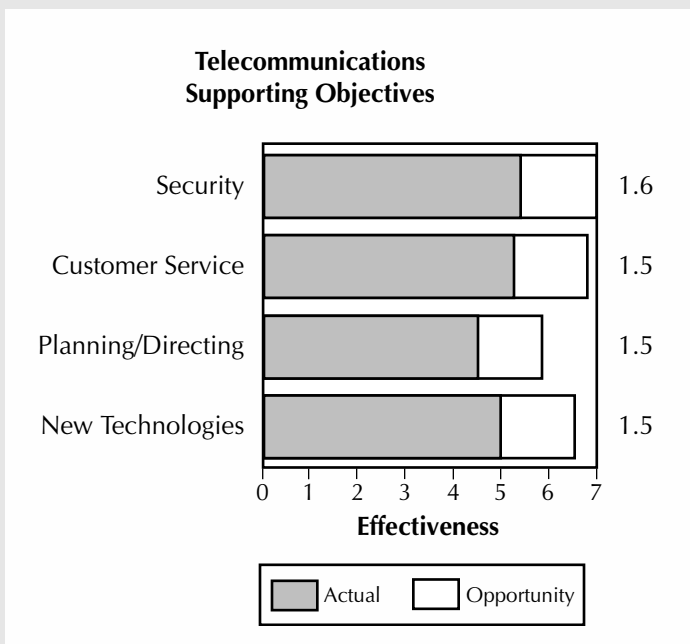 Telecommunications
Supporting Objectives
Security 1.6
Customer Service 1.5
Planning/Directing 1.5
New Technologies 1.5
0 1 2 3 4 5 6 7
Effectiveness
Actual Opportunity